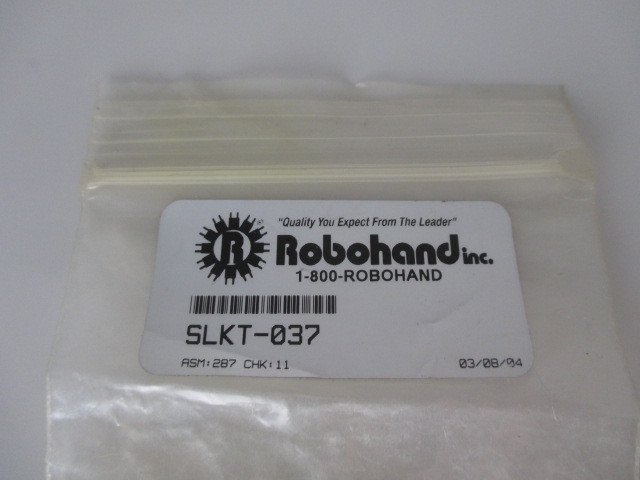 "Quality You Expect From The Leader"
R Robohand inc.
1-800-ROBOHAND
SLKT-037
ASM:287 CHK:11 03/08/04